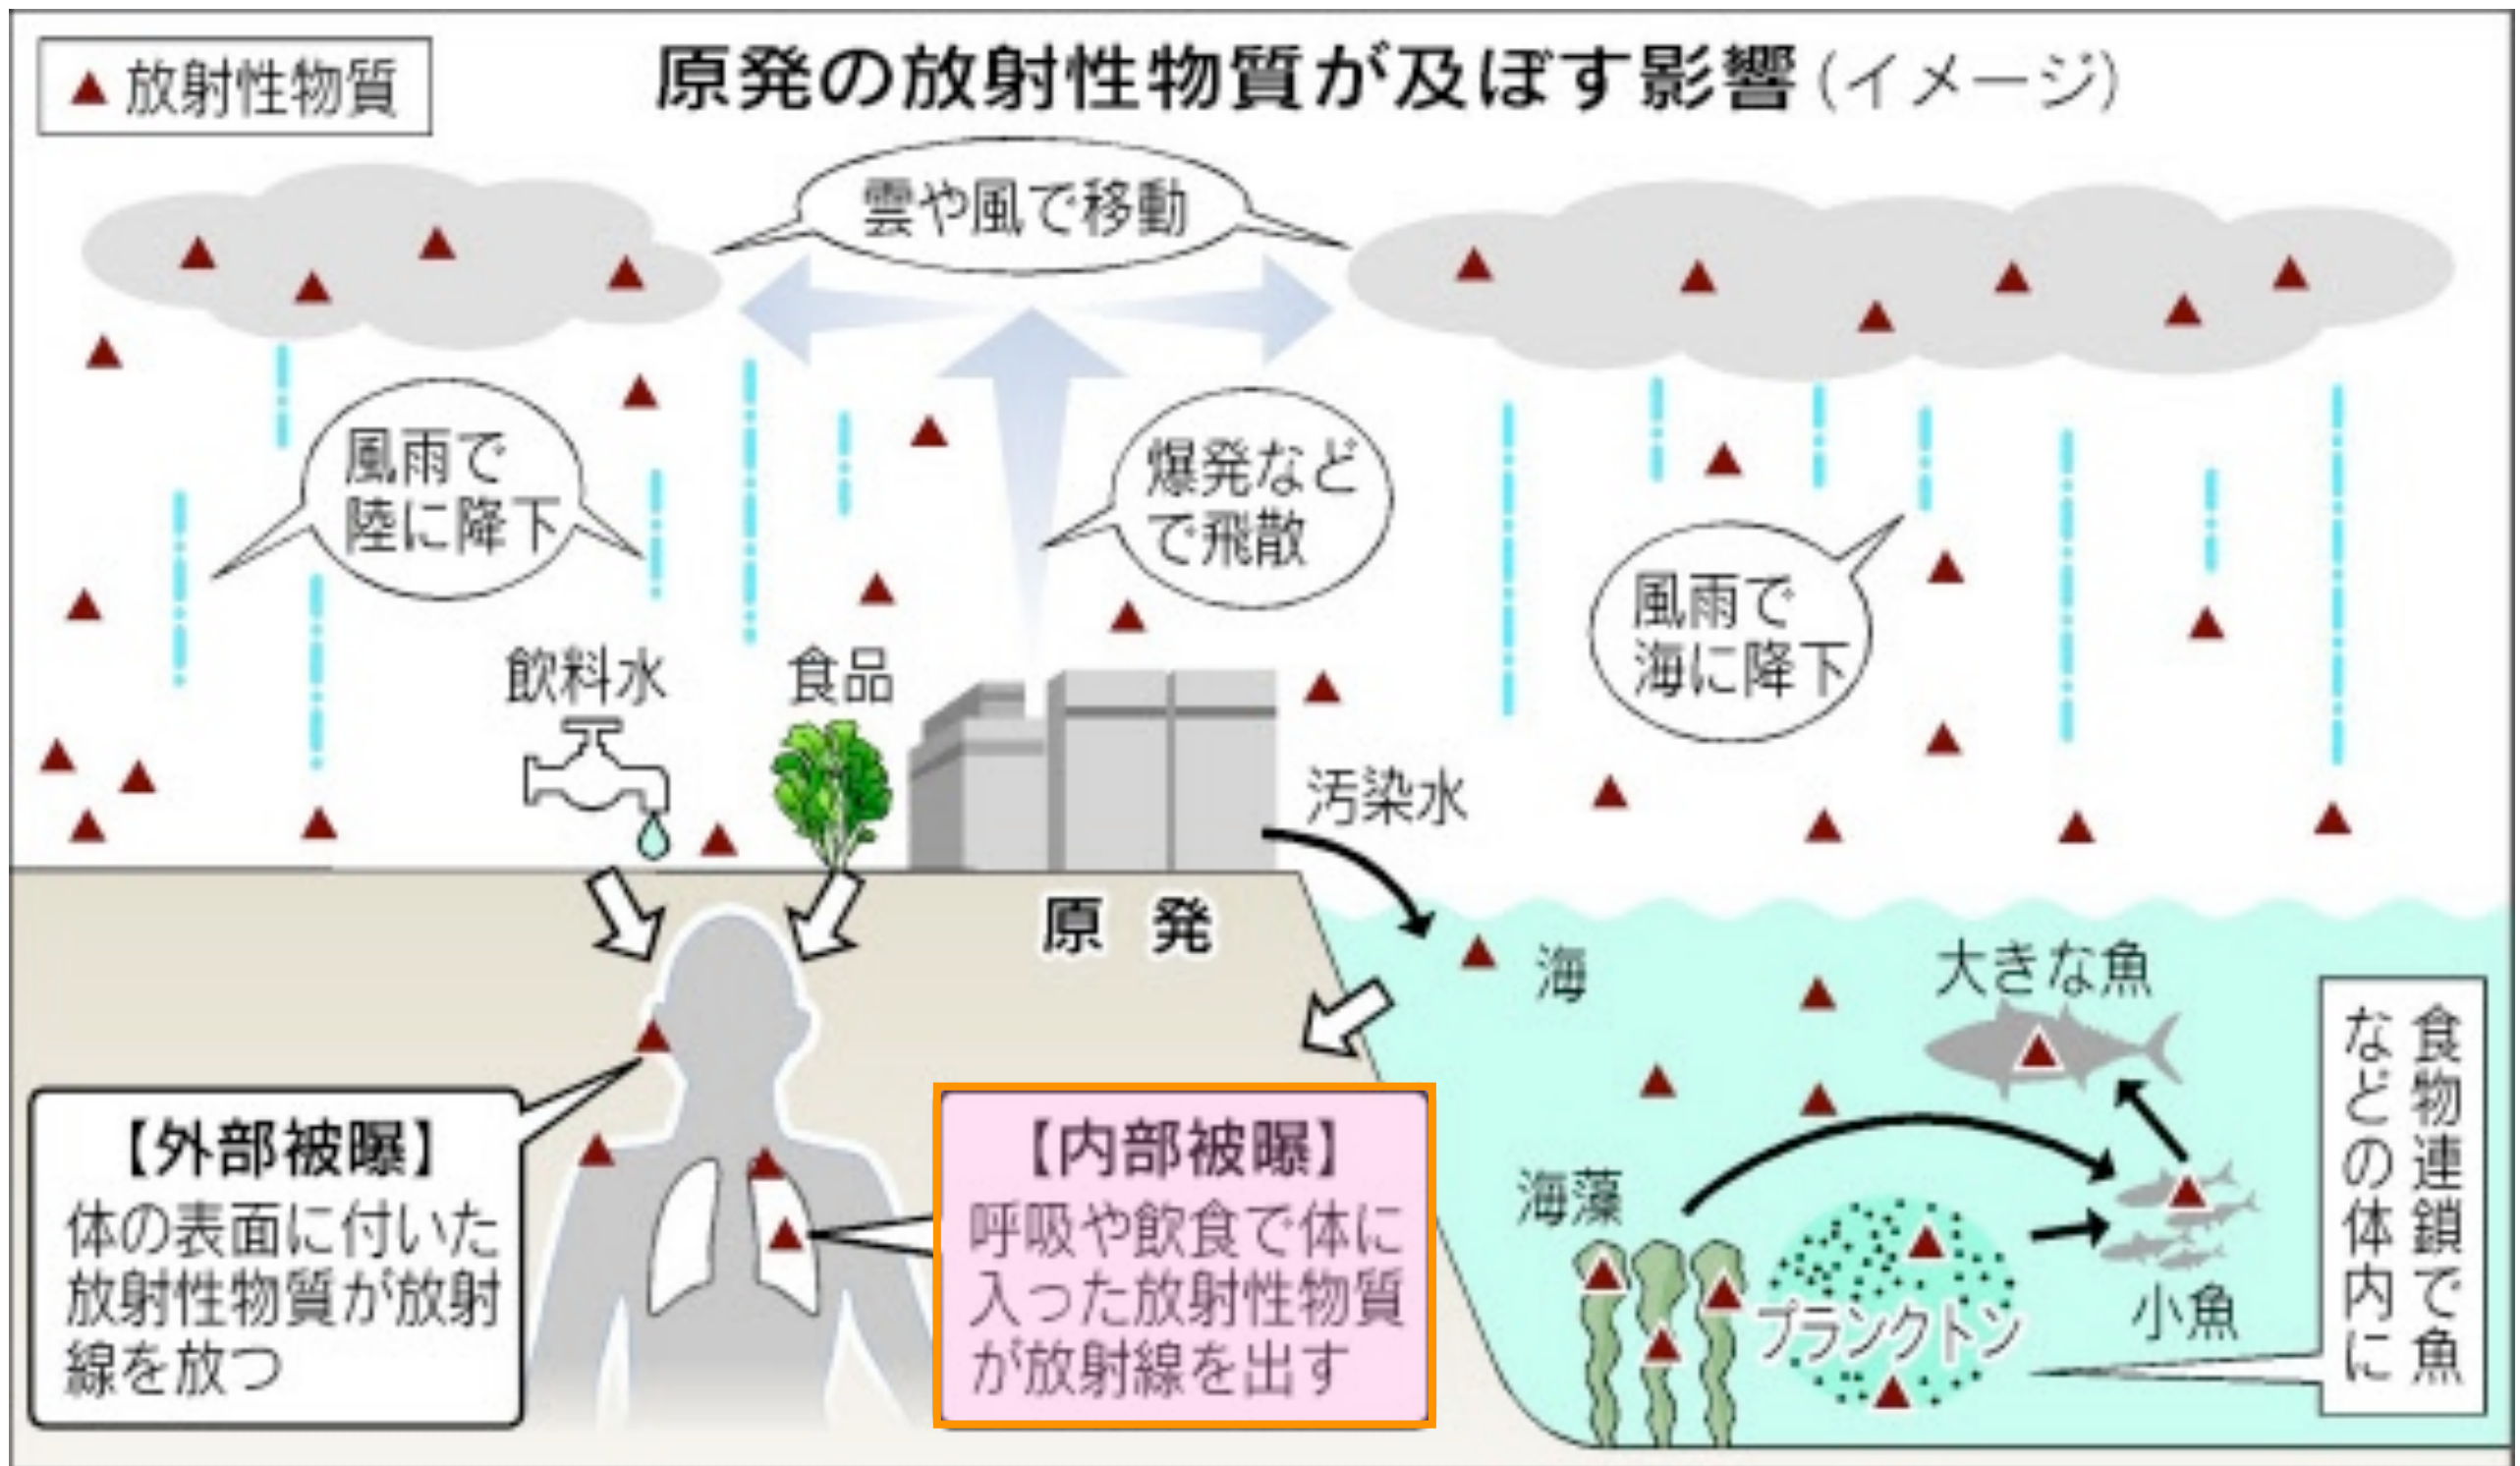 放射性物質
原発の放射性物質が及ぼす影響(イメージ)
雲や風で移動
風雨で
陸に降下
爆発など
で飛散
風雨で
海に降下
飲料水
食品
汚染水
原発
海
大きな魚
食物連鎖で魚
などの体内に
【外部被曝】
体の表面に付いた
放射性物質が放射
線を放つ
【内部被曝】
呼吸や飲食で体に
入った放射性物質
が放射線を出す
海藻
プランクトン
小魚